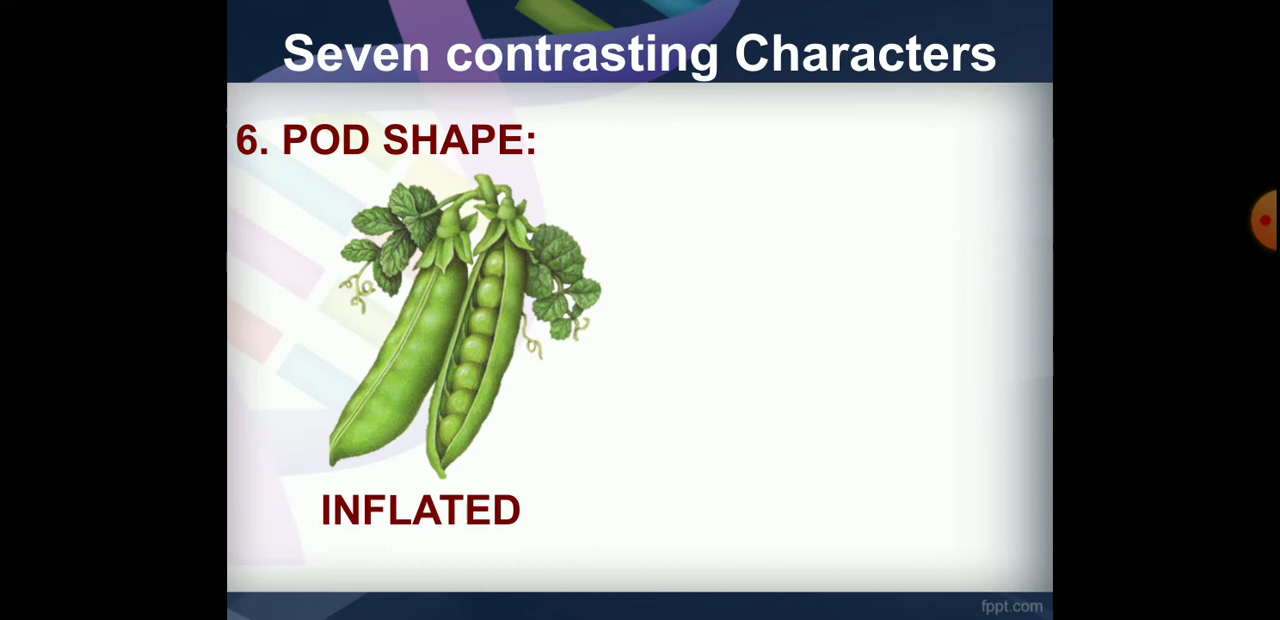 Seven contrasting Characters
6. POD SHAPE:
INFLATED
fppt.com